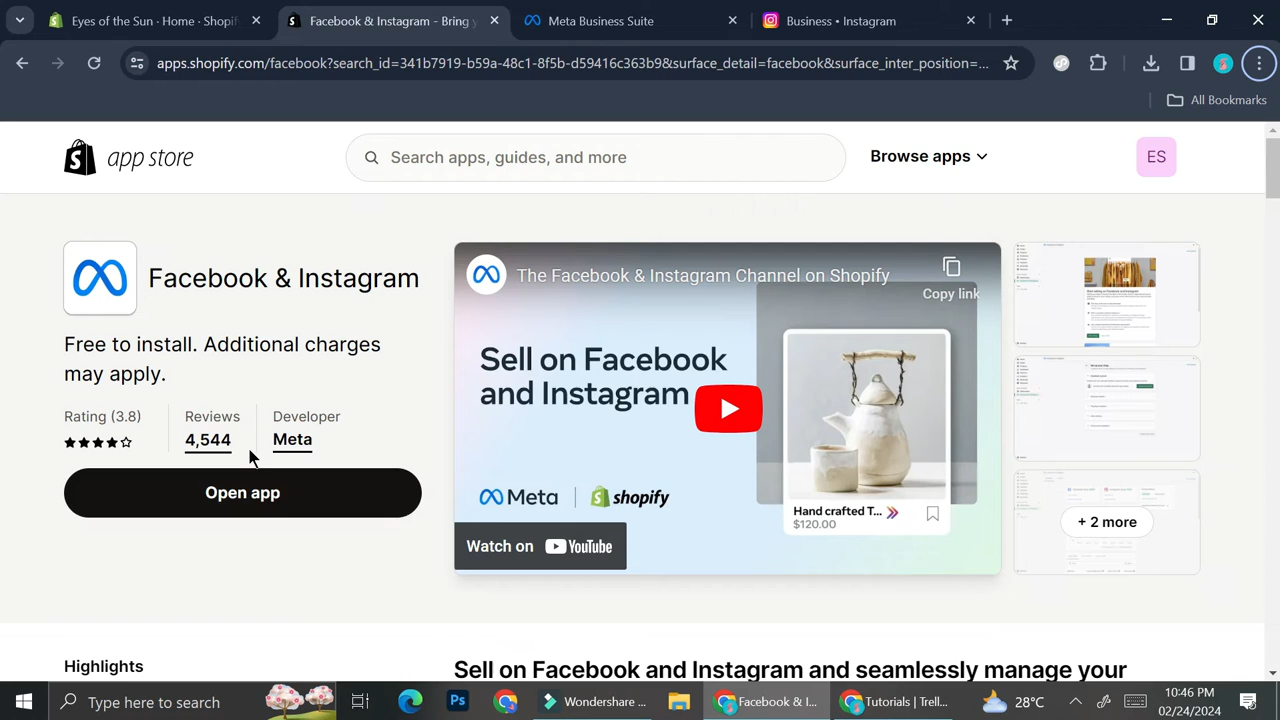 Eyes of the Sun · Home · Shopif
Facebook & Instagram - Bring y
Meta Business Suite
Business • Instagram
apps.shopify.com/facebook?search_id=341b7919-b59a-48c1-8f5b-d59416c363b9&surface_detail=facebook&surface_inter_position=...
All Bookmarks
app store
Search apps, guides, and more
Browse apps
ES
Facebook & Instagram
Free to install. Additional charges
may apply.
Rating (3.8)
Reviews
Developer
4,544
Meta
Open app
The Facebook & Instagram Channel on Shopify
Copy link
Sell on Facebook
and Instagram
Meta
shopify
Hand crafted T...
$120.00
Watch on YouTube
+ 2 more
Highlights
Sell on Facebook and Instagram and seamlessly manage your
Type here to search
Wondershare ...
Facebook & I...
Tutorials | Trell...
28°C
10:46 PM
02/24/2024